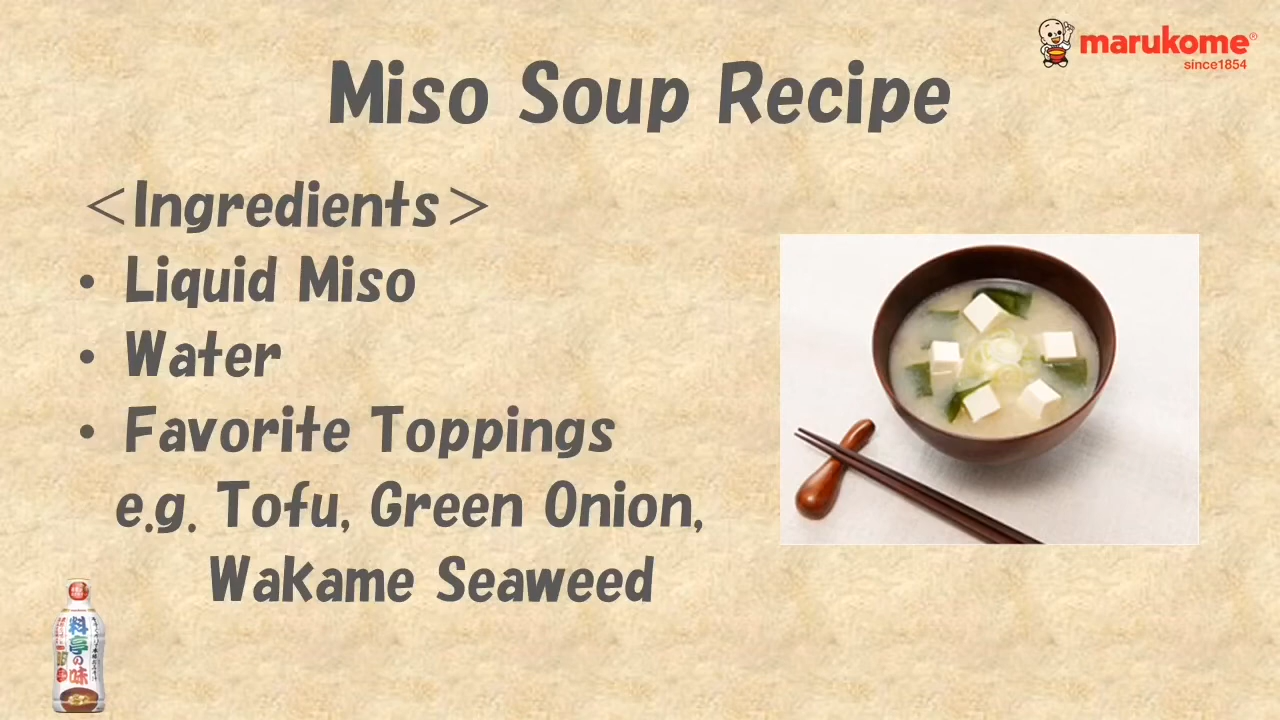 marukome®
since1854
Miso Soup Recipe
<Ingredients>
• Liquid Miso
• Water
• Favorite Toppings
e.g. Tofu, Green Onion,
Wakame Seaweed
料亭の味